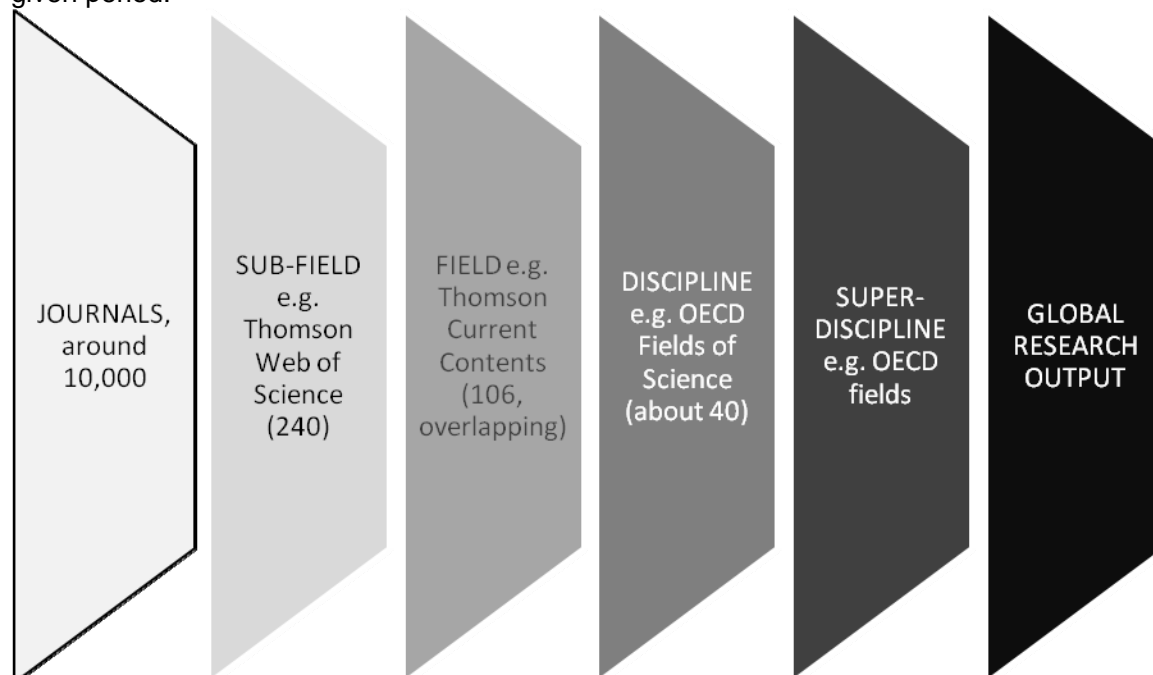 given period.
JOURNALS,
around
10,000
SUB-FIELD
e.g.
Thomson
Web of
Science
(240)
FIELD e.g.
Thomson
Current
Contents
(106,
overlapping)
DISCIPLINE
e.g. OECD
Fields of
Science
(about 40)
SUPER-
DISCIPLINE
e.g. OECD
fields
GLOBAL
RESEARCH
OUTPUT